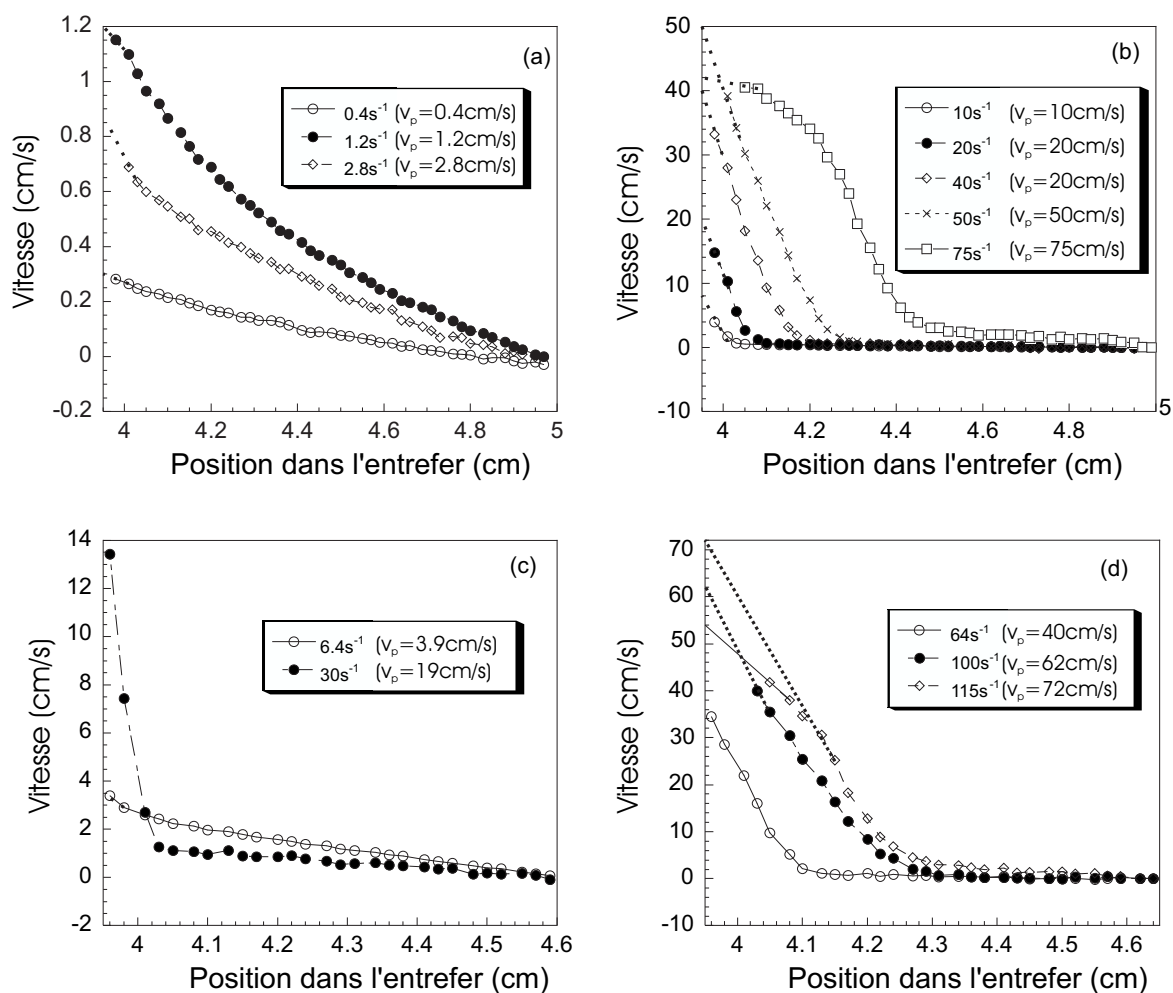 (a)
1.2
1
0.8
0.6
0.4
0.2
0
-0.2
Vitesse (cm/s)
0.4s⁻¹ (vₚ=0.4cm/s)
1.2s⁻¹ (vₚ=1.2cm/s)
2.8s⁻¹ (vₚ=2.8cm/s)
4 4.2 4.4 4.6 4.8 5
Position dans l'entrefer (cm)
(b)
50
40
30
20
10
0
-10
Vitesse (cm/s)
10s⁻¹ (vₚ=10cm/s)
20s⁻¹ (vₚ=20cm/s)
40s⁻¹ (vₚ=20cm/s)
50s⁻¹ (vₚ=50cm/s)
75s⁻¹ (vₚ=75cm/s)
4 4.2 4.4 4.6 4.8 5
Position dans l'entrefer (cm)
(c)
14
12
10
8
6
4
2
0
-2
Vitesse (cm/s)
6.4s⁻¹ (vₚ=3.9cm/s)
30s⁻¹ (vₚ=19cm/s)
4 4.1 4.2 4.3 4.4 4.5 4.6
Position dans l'entrefer (cm)
(d)
70
60
50
40
30
20
10
0
-10
Vitesse (cm/s)
64s⁻¹ (vₚ=40cm/s)
100s⁻¹ (vₚ=62cm/s)
115s⁻¹ (vₚ=72cm/s)
4 4.1 4.2 4.3 4.4 4.5 4.6
Position dans l'entrefer (cm)